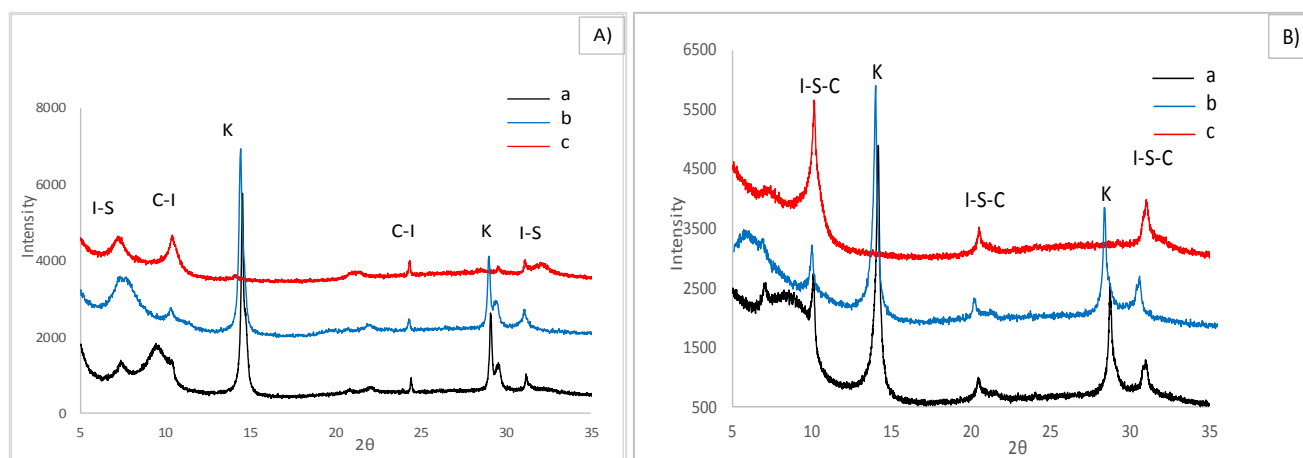 A)
a
b
c
8000
6000
4000
2000
0
Intensity
5
10
15
20
25
30
35
2θ
I-S
C-I
K
C-I
K
I-S
B)
a
b
c
6500
5500
4500
3500
2500
1500
500
Intensity
5
10
15
20
25
30
35
2θ
I-S-C
K
I-S-C
K
I-S-C